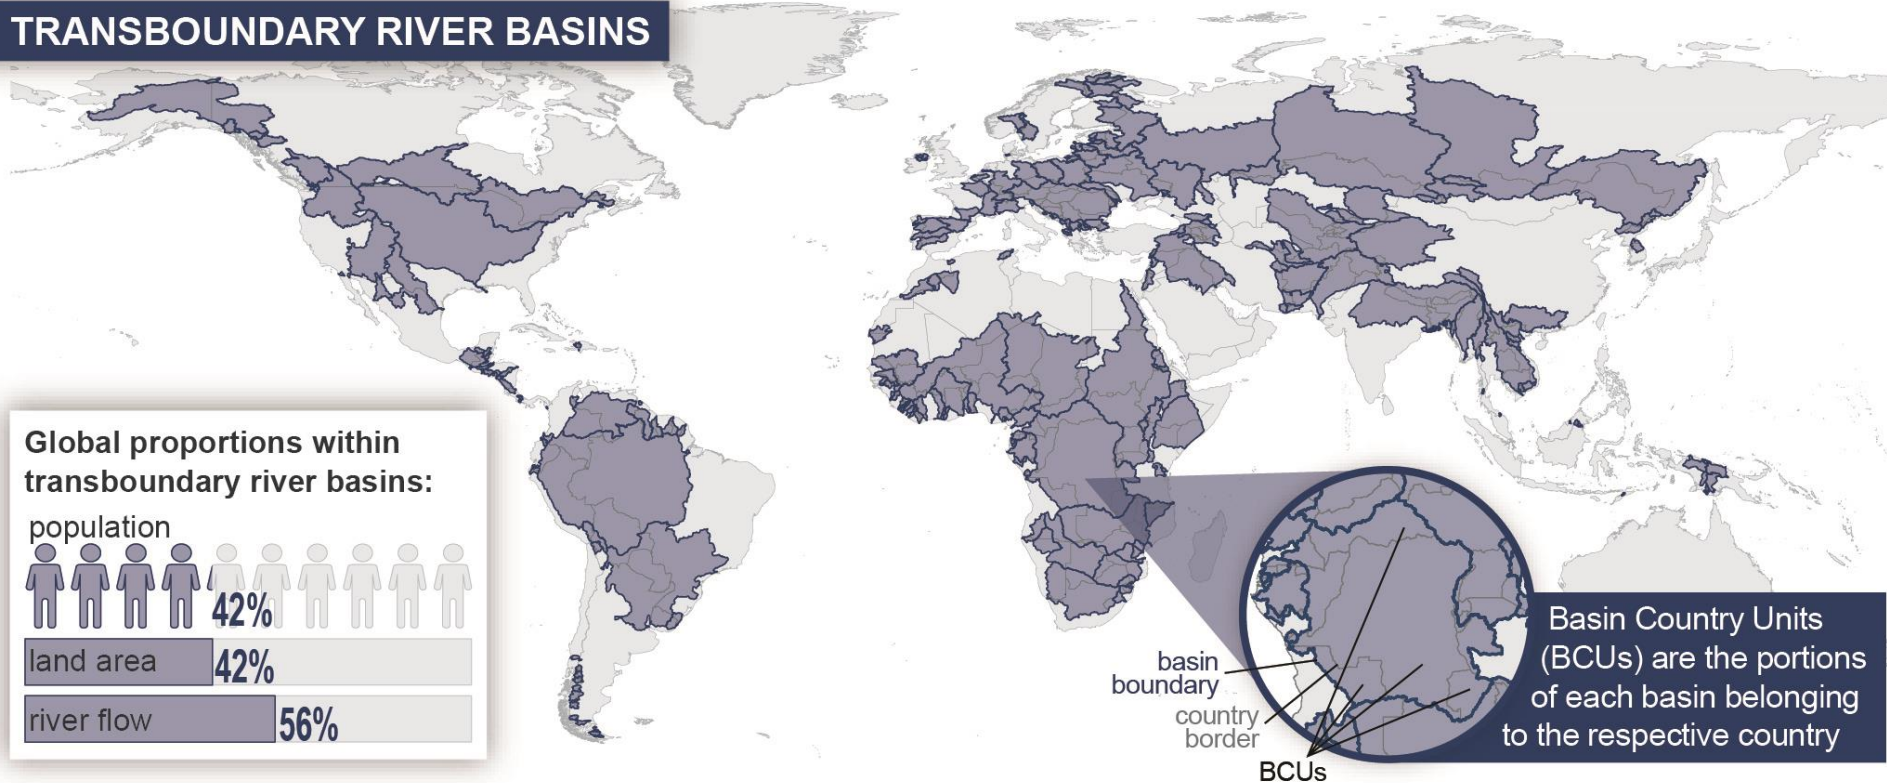 TRANSBOUNDARY RIVER BASINS
Global proportions within
transboundary river basins:
population
42%
land area
42%
river flow
56%
basin
boundary
country
border
BCUs
Basin Country Units
(BCUs) are the portions
of each basin belonging
to the respective country